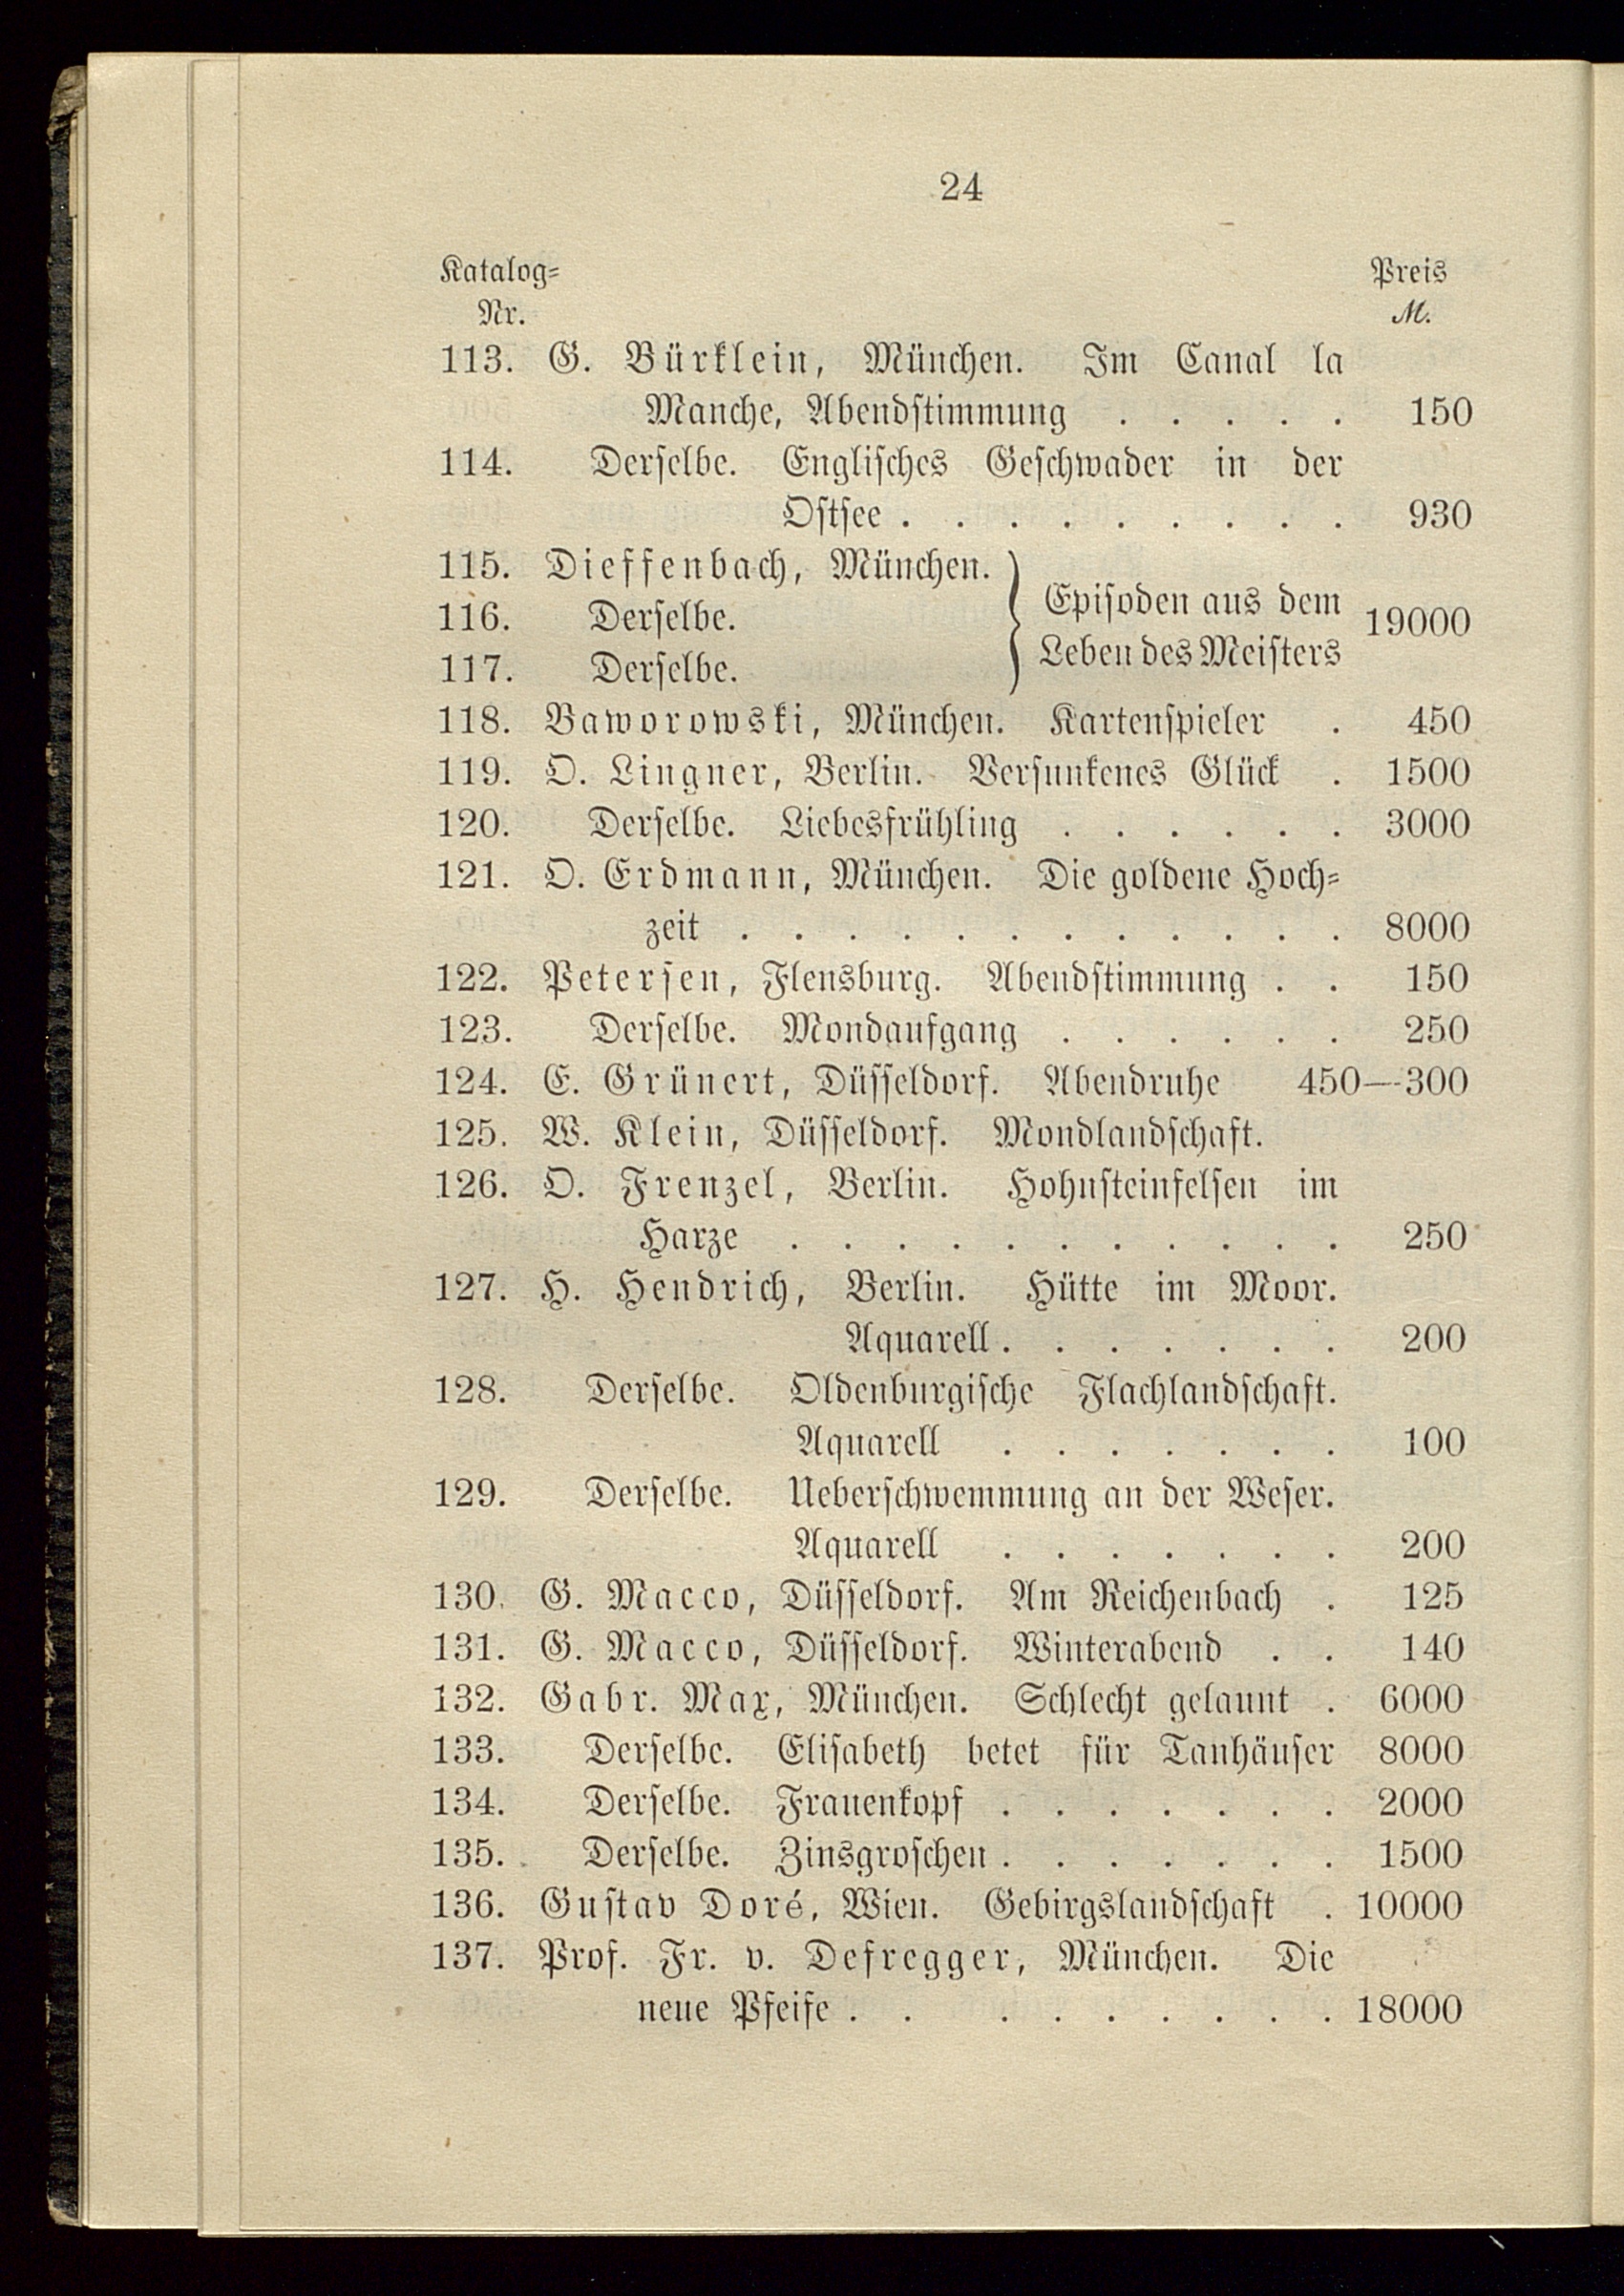 24
Katalog= Preis
Nr. M.
113. G. Bürklein, München. Im Canal la
Manche, Abendstimmung . . . . . 150
114. Derselbe. Englisches Geschwader in der
Ostsee . . . . . . . . . 930
115. Dieffenbach, München.
116. Derselbe.
117. Derselbe.
} Episoden aus dem
Leben des Meisters 19000
118. Baworowski, München. Kartenspieler . 450
119. O. Lingner, Berlin. Versunkenes Glück . 1500
120. Derselbe. Liebesfrühling . . . . . . 3000
121. O. Erdmann, München. Die goldene Hoch=
zeit . . . . . . . . . . . . 8000
122. Petersen, Flensburg. Abendstimmung . . 150
123. Derselbe. Mondaufgang . . . . . . 250
124. E. Grünert, Düsseldorf. Abendruhe 450—300
125. W. Klein, Düsseldorf. Mondlandschaft.
126. O. Frenzel, Berlin. Hohnsteinfelsen im
Harze . . . . . . . . . . . 250
127. H. Hendrich, Berlin. Hütte im Moor.
Aquarell . . . . . . . 200
128. Derselbe. Oldenburgische Flachlandschaft.
Aquarell . . . . . . . 100
129. Derselbe. Ueberschwemmung an der Weser.
Aquarell . . . . . . . 200
130. G. Macco, Düsseldorf. Am Reichenbach . 125
131. G. Macco, Düsseldorf. Winterabend . . 140
132. Gabr. Max, München. Schlecht gelaunt . 6000
133. Derselbe. Elisabeth betet für Tanhäuser 8000
134. Derselbe. Frauenkopf . . . . . . . 2000
135. Derselbe. Zinsgroschen . . . . . . . 1500
136. Gustav Doré, Wien. Gebirgslandschaft . 10000
137. Prof. Fr. v. Defregger, München. Die
neue Pfeife . . . . . . . . . 18000